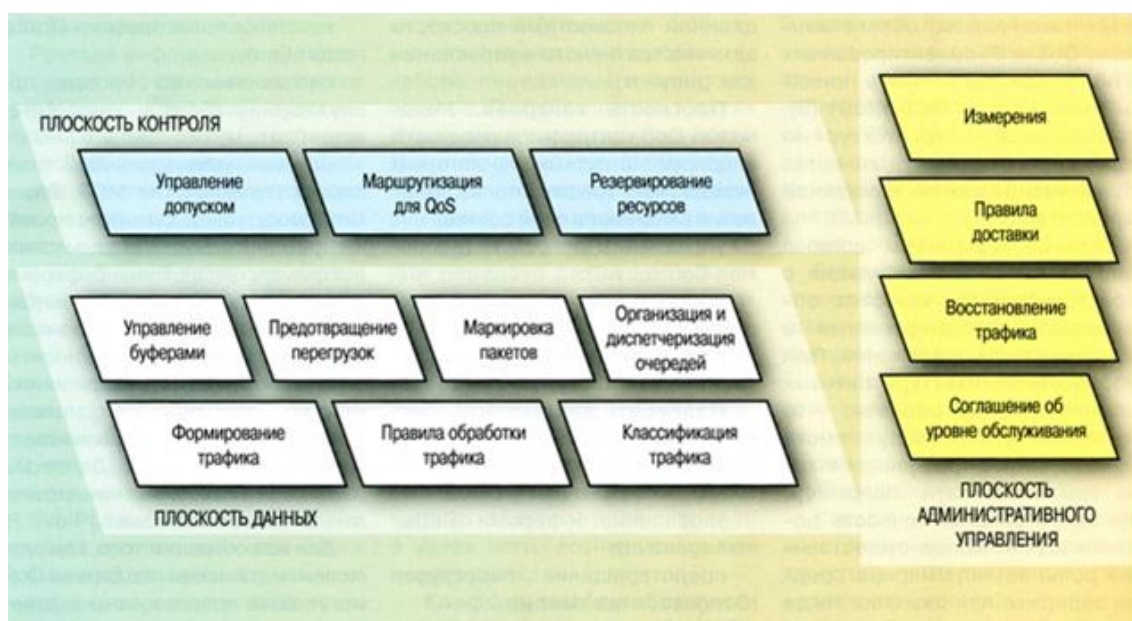 ПЛОСКОСТЬ КОНТРОЛЯ
Управление
допуском
Маршрутизация
для QoS
Резервирование
ресурсов
Управление
буферами
Предотвращение
перегрузок
Маркировка
пакетов
Организация и
диспетчеризация
очередей
Формирование
трафика
Правила обработки
трафика
Классификация
трафика
ПЛОСКОСТЬ ДАННЫХ
Измерения
Правила
доставки
Восстановление
трафика
Соглашение об
уровне обслуживания
ПЛОСКОСТЬ
АДМИНИСТРАТИВНОГО
УПРАВЛЕНИЯ